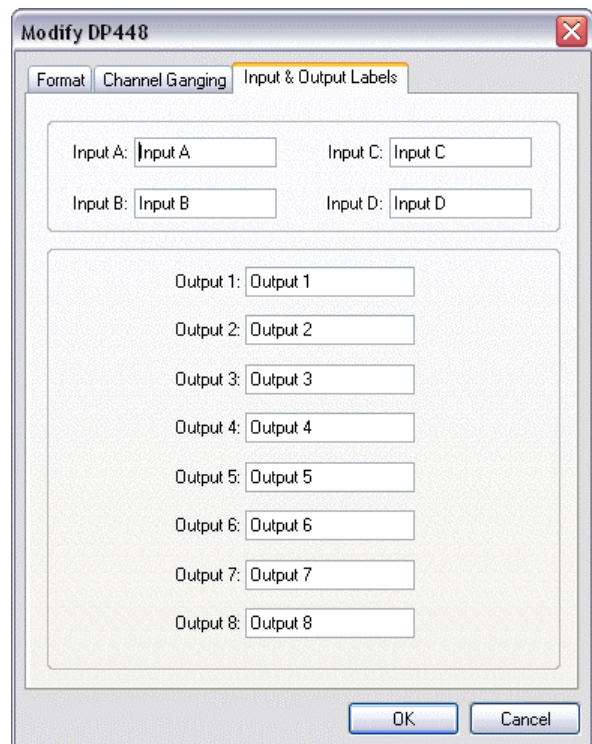 Modify DP448
Format Channel Ganging Input & Output Labels
Input A: Input A Input C: Input C
Input B: Input B Input D: Input D
Output 1: Output 1
Output 2: Output 2
Output 3: Output 3
Output 4: Output 4
Output 5: Output 5
Output 6: Output 6
Output 7: Output 7
Output 8: Output 8
OK Cancel